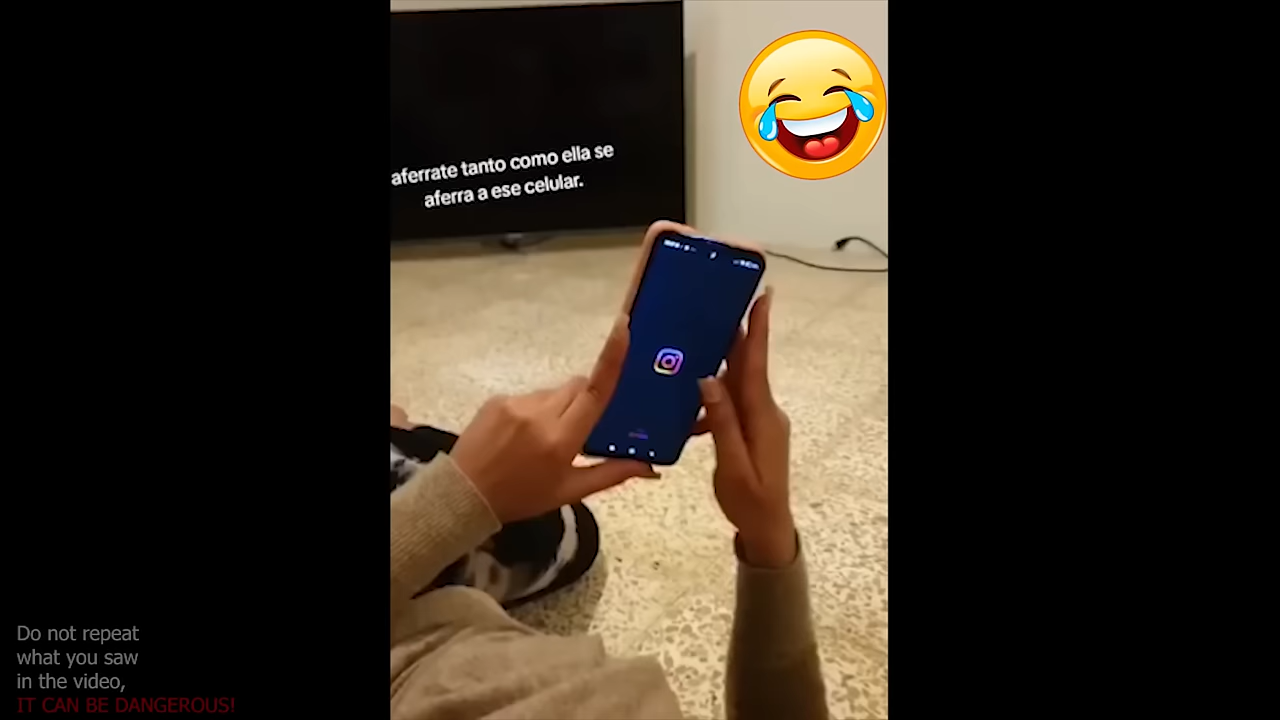 aferrate tanto como ella se
aferra a ese celular.
Do not repeat
what you saw
in the video,
IT CAN BE DANGEROUS!